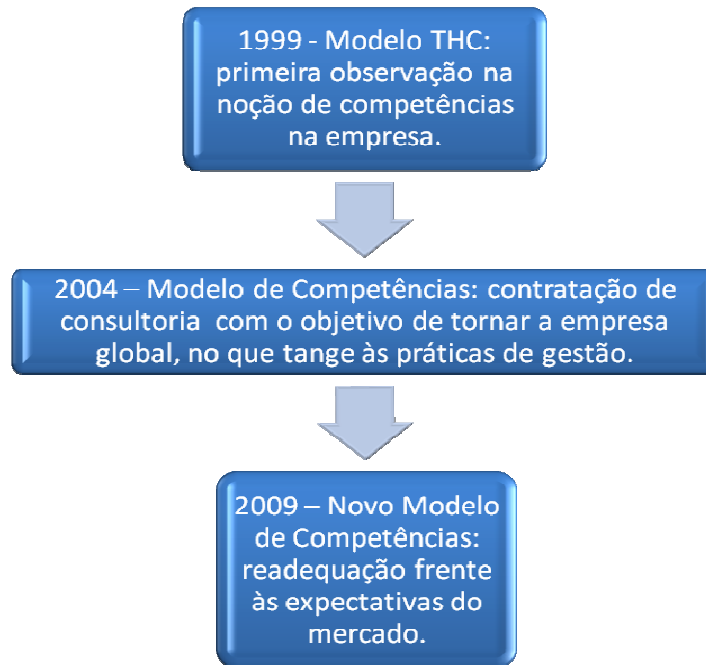 1999 - Modelo THC:
primeira observação na
noção de competências
na empresa.
2004 – Modelo de Competências: contratação de
consultoria com o objetivo de tornar a empresa
global, no que tange às práticas de gestão.
2009 – Novo Modelo
de Competências:
readequação frente
às expectativas do
mercado.